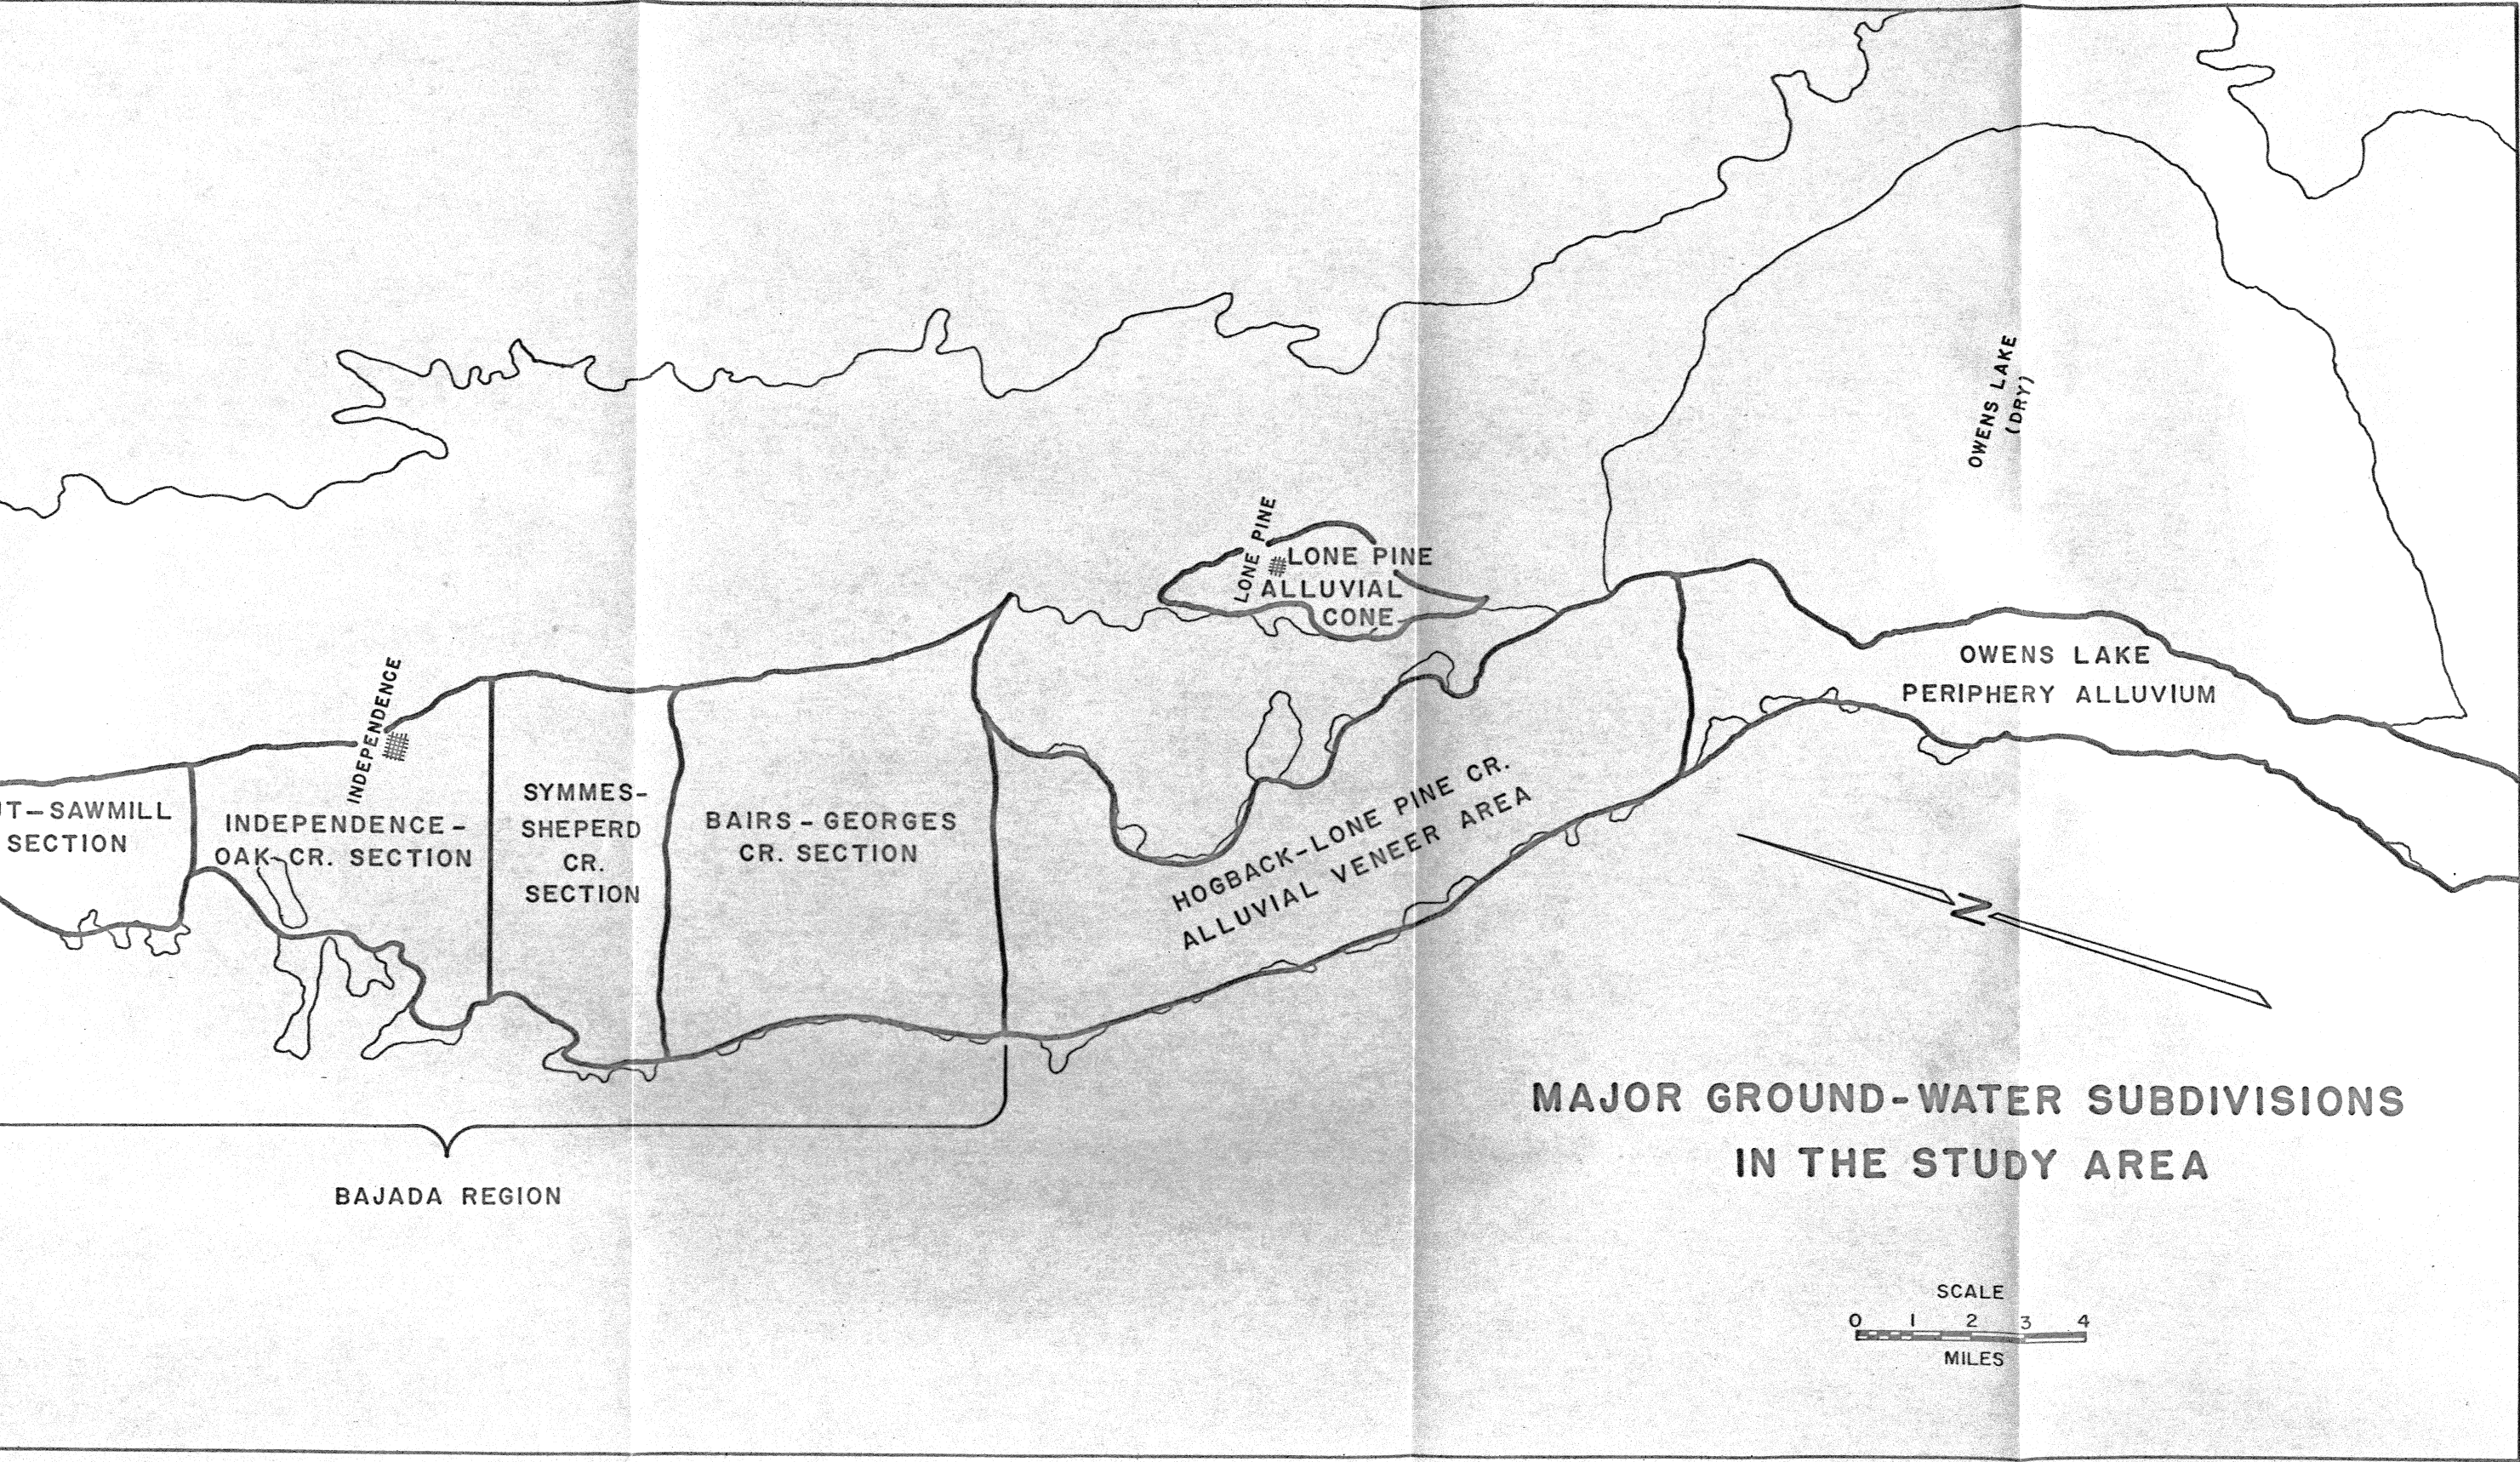 OWENS LAKE
(DRY)
LONE PINE
LONE PINE
ALLUVIAL
CONE
INDEPENDENCE
OWENS LAKE
PERIPHERY ALLUVIUM
T-SAWMILL
SECTION
INDEPENDENCE-
OAK CR. SECTION
SYMMES-
SHEPERD
CR.
SECTION
BAIRS-GEORGES
CR. SECTION
HOGBACK-LONE PINE CR.
ALLUVIAL VENEER AREA
N
BAJADA REGION
MAJOR GROUND-WATER SUBDIVISIONS
IN THE STUDY AREA
SCALE
0 1 2 3 4
MILES